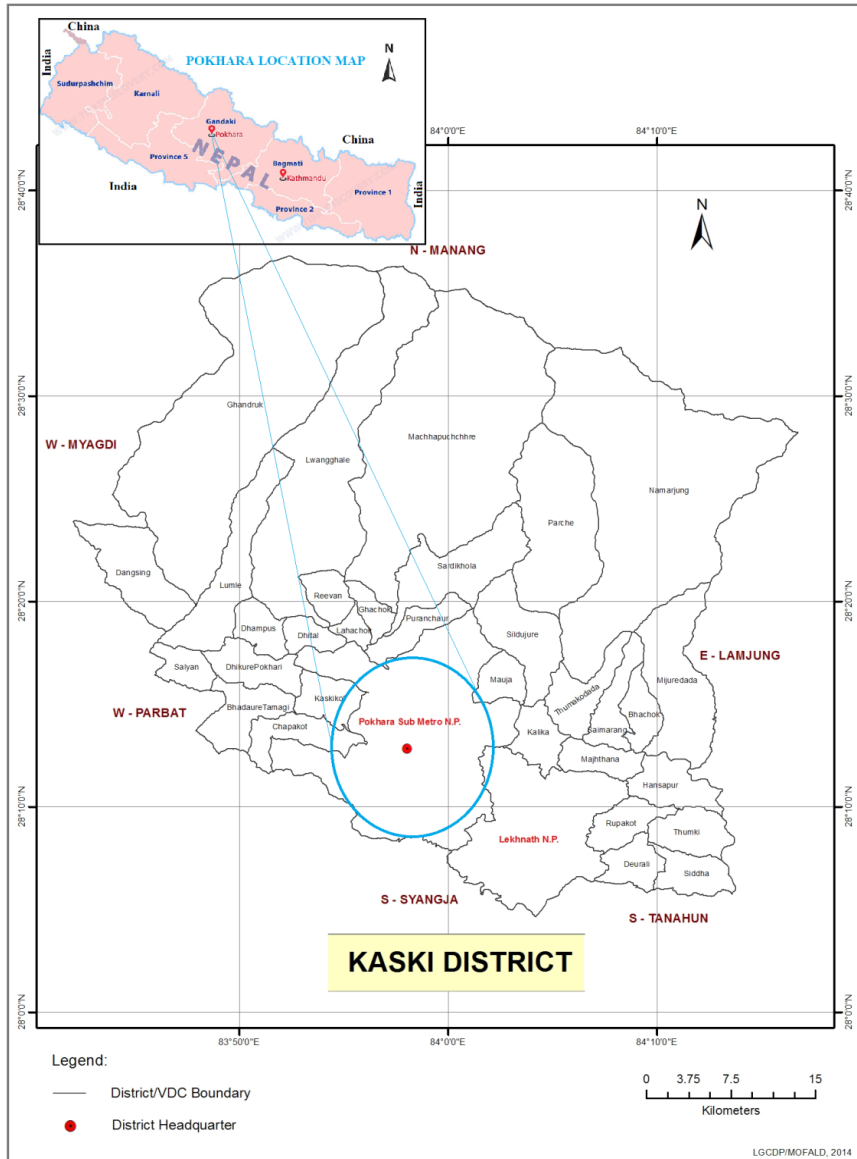 China
POKHARA LOCATION MAP
N
India
Sudurpashchim
Karnali
Gandaki
Pokhara
China
Province 5
NEPAL
Bagmati
Kathmandu
India
Province 2
Province 1
India
84°0'0"E
84°10'0"E
28°40'0"N
28°40'0"N
N
N - MANANG
28°30'0"N
28°30'0"N
Ghandruk
Machhapuchchhre
W - MYAGDI
Lwangghale
Namarjung
Parche
Sardikhola
Dangsing
Lumle
28°20'0"N
28°20'0"N
Reevan
Ghachok
Puranchaur
Dhampus
Dhital
Lahachok
Sildujure
E - LAMJUNG
Salyan
DhikurePokhari
Mauja
Mijuredada
Kaskikot
Thumakodada
W - PARBAT
BhadaureTamagi
Bhachok
Chapakot
Pokhara Sub Metro N.P.
Kalika
Saimarang
Majhthana
Hansapur
28°10'0"N
28°10'0"N
Rupakot
Thumki
Lekhnath N.P.
Deurali
Siddha
S - SYANGJA
S - TANAHUN
KASKI DISTRICT
28°0'0"N
28°0'0"N
83°50'0"E
84°0'0"E
84°10'0"E
Legend:
District/VDC Boundary
District Headquarter
0 3.75 7.5 15
Kilometers
LGCDP/MOFALD, 2014